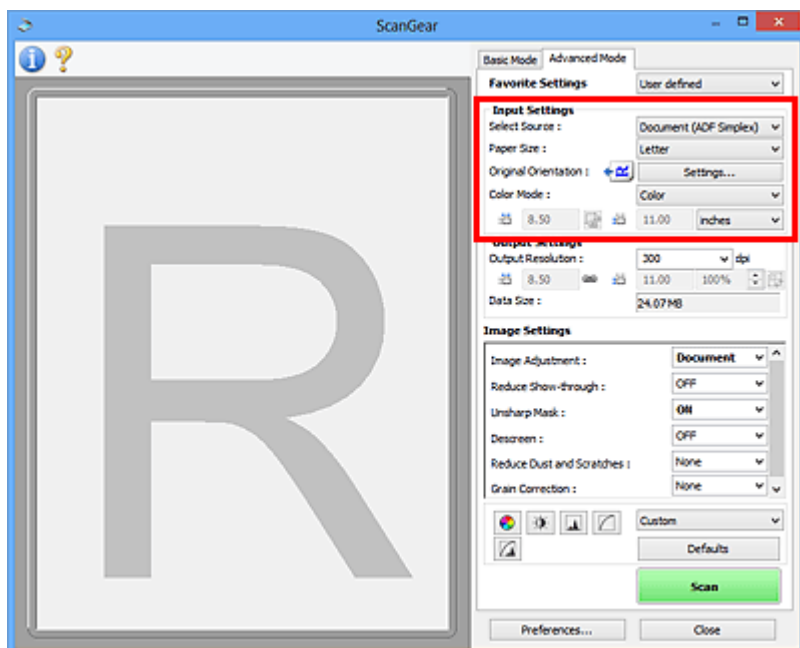 ScanGear
Basic Mode Advanced Mode
Favorite Settings User defined
Input Settings
Select Source : Document (ADF Simplex)
Paper Size : Letter
Original Orientation : Settings...
Color Mode : Color
8.50 11.00 inches
Output Settings
Output Resolution : 300 dpi
8.50 11.00 100%
Data Size : 24.07MB
Image Settings
Image Adjustment : Document
Reduce Show-through : OFF
Unsharp Mask : ON
Descreen : OFF
Reduce Dust and Scratches : None
Grain Correction : None
Custom
Defaults
Scan
Preferences... Close
R